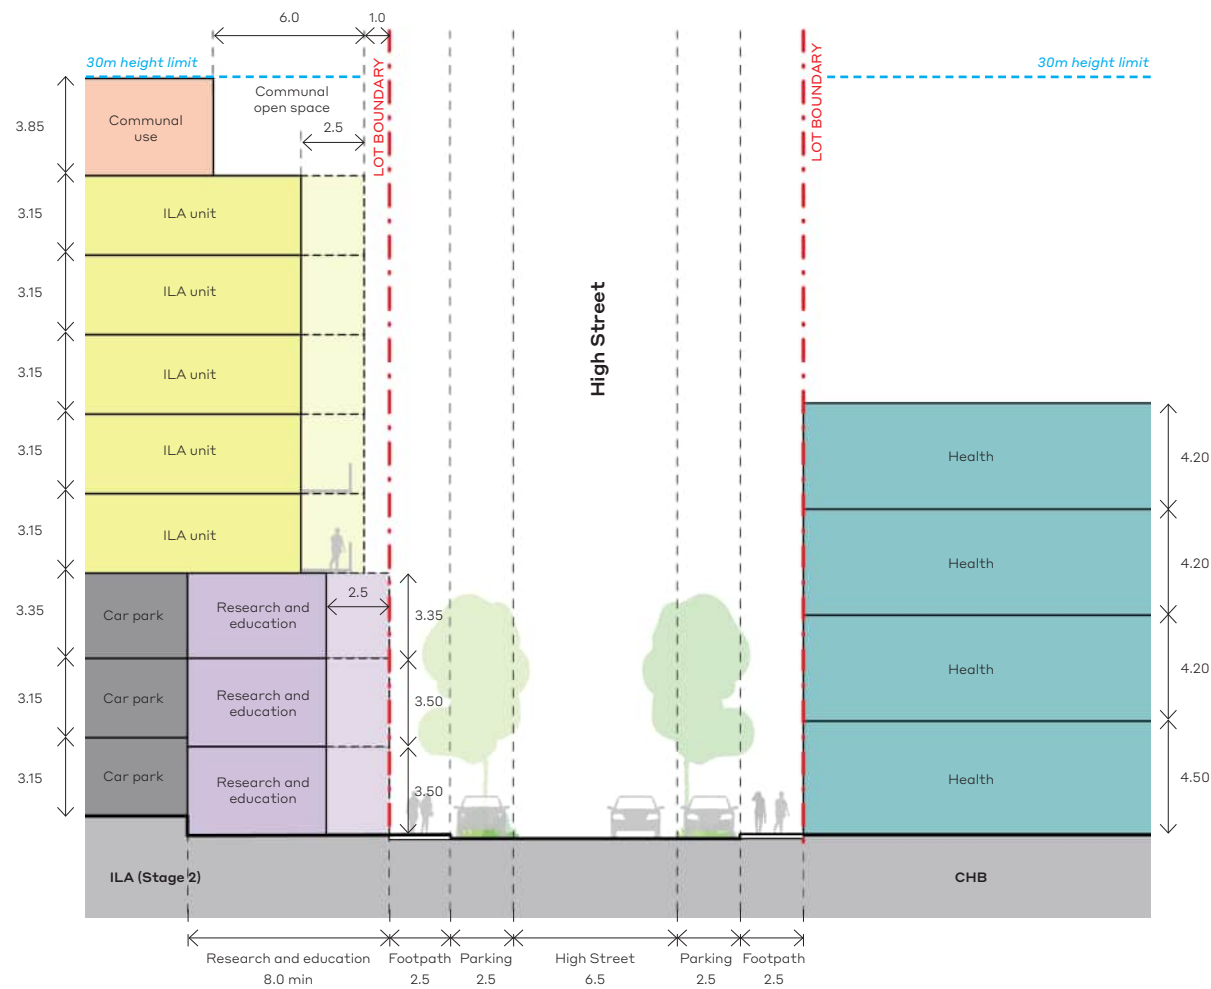 6.0
1.0
30m height limit
30m height limit
LOT BOUNDARY
LOT BOUNDARY
Communal
open space
Communal
use
3.85
2.5
3.15
ILA unit
3.15
ILA unit
3.15
ILA unit
3.15
ILA unit
3.15
ILA unit
High Street
Health
4.20
Health
4.20
Health
4.20
Health
4.50
3.35
Car park
Research and
education
2.5
3.35
3.15
Car park
Research and
education
3.50
3.15
Car park
Research and
education
3.50
ILA (Stage 2)
CHB
Research and education
8.0 min
Footpath
2.5
Parking
2.5
High Street
6.5
Parking
2.5
Footpath
2.5